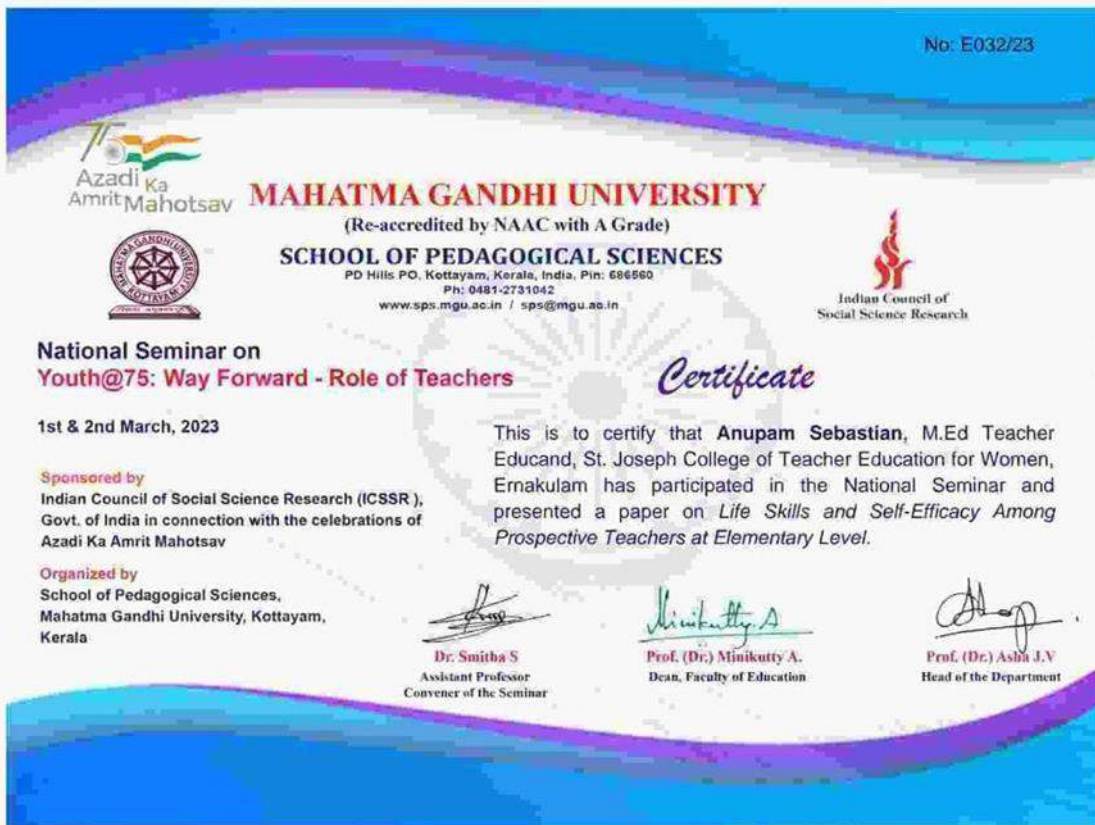 No: E032/23
75
Azadi Ka
Amrit Mahotsav
MAHATMA GANDHI UNIVERSITY
(Re-accredited by NAAC with A Grade)
SCHOOL OF PEDAGOGICAL SCIENCES
PD Hills PO, Kottayam, Kerala, India, Pin: 686560
Ph: 0481-2731042
www.sps.mgu.ac.in / sps@mgu.ac.in
MAHATMA GANDHI UNIVERSITY
KOTTAYAM
Indian Council of
Social Science Research
National Seminar on
Youth@75: Way Forward - Role of Teachers
1st & 2nd March, 2023
Sponsored by
Indian Council of Social Science Research (ICSSR ),
Govt. of India in connection with the celebrations of
Azadi Ka Amrit Mahotsav
Organized by
School of Pedagogical Sciences,
Mahatma Gandhi University, Kottayam,
Kerala
Certificate
This is to certify that Anupam Sebastian, M.Ed Teacher
Educand, St. Joseph College of Teacher Education for Women,
Ernakulam has participated in the National Seminar and
presented a paper on Life Skills and Self-Efficacy Among
Prospective Teachers at Elementary Level.
Minikutty.A
Dr. Smitha S
Assistant Professor
Convener of the Seminar
Prof. (Dr.) Minikutty A.
Dean, Faculty of Education
Prof. (Dr.) Asha J.V
Head of the Department